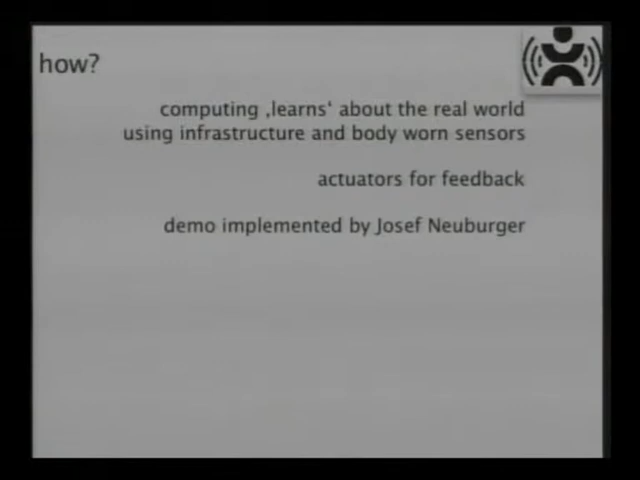 how?
computing ‚learns‘ about the real world
using infrastructure and body worn sensors
actuators for feedback
demo implemented by Josef Neuburger